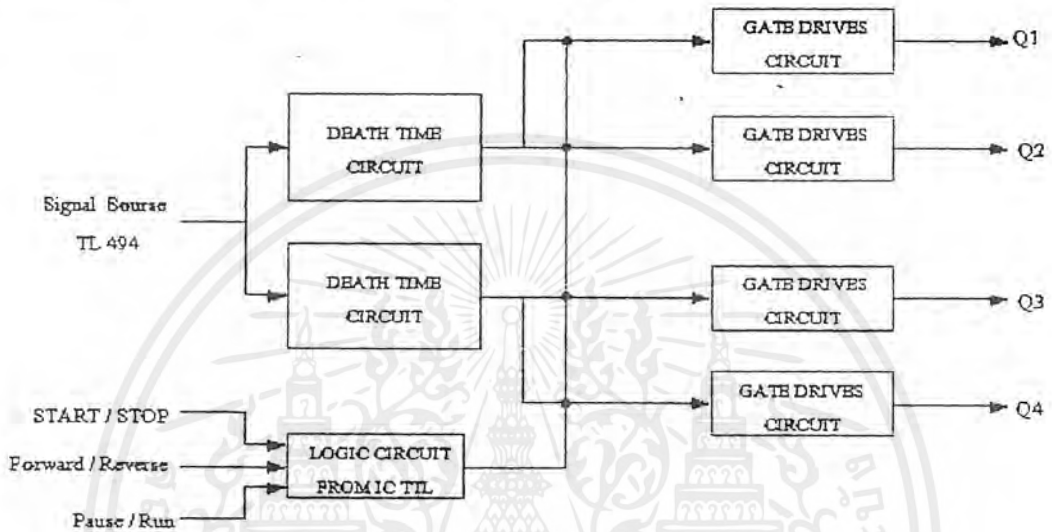 GATE DRIVES
CIRCUIT
Q1
DEATH TIME
CIRCUIT
GATE DRIVES
CIRCUIT
Q2
Signal Sourse
TL 494
DEATH TIME
CIRCUIT
GATE DRIVES
CIRCUIT
Q3
GATE DRIVES
CIRCUIT
Q4
START / STOP
Forward / Reverse
Pause / Run
LOGIC CIRCUIT
FROM IC TTL